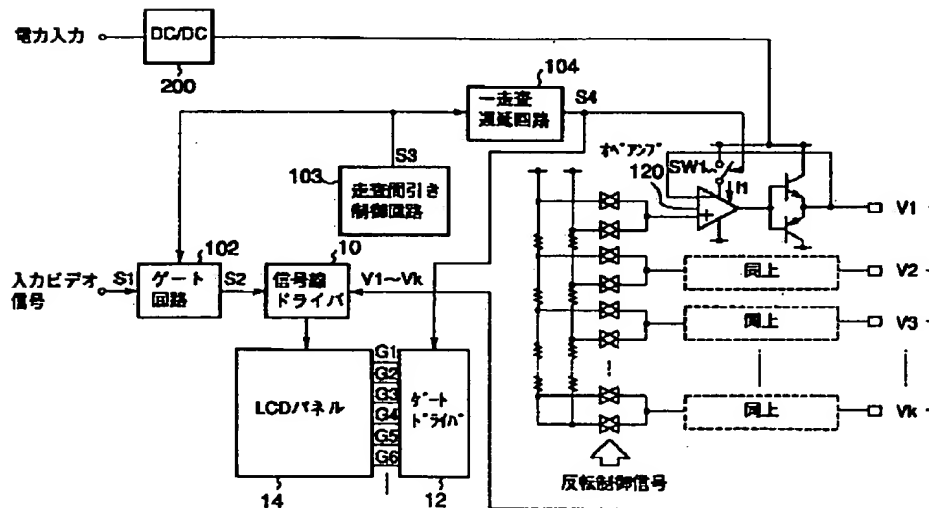 電力入力
DC/DC
200
104
一走査
遅延回路
S4
S3
103
走査間引き
制御回路
オペアンプ
SW1
120
I1
V1
102
10
入力ビデオ
信号
S1
ゲート
回路
S2
信号線
ドライバ
V1〜Vk
同上
V2
同上
V3
同上
Vk
LCDパネル
G1
G2
G3
G4
G5
G6
ゲート
ドライバ
14
12
反転制御信号